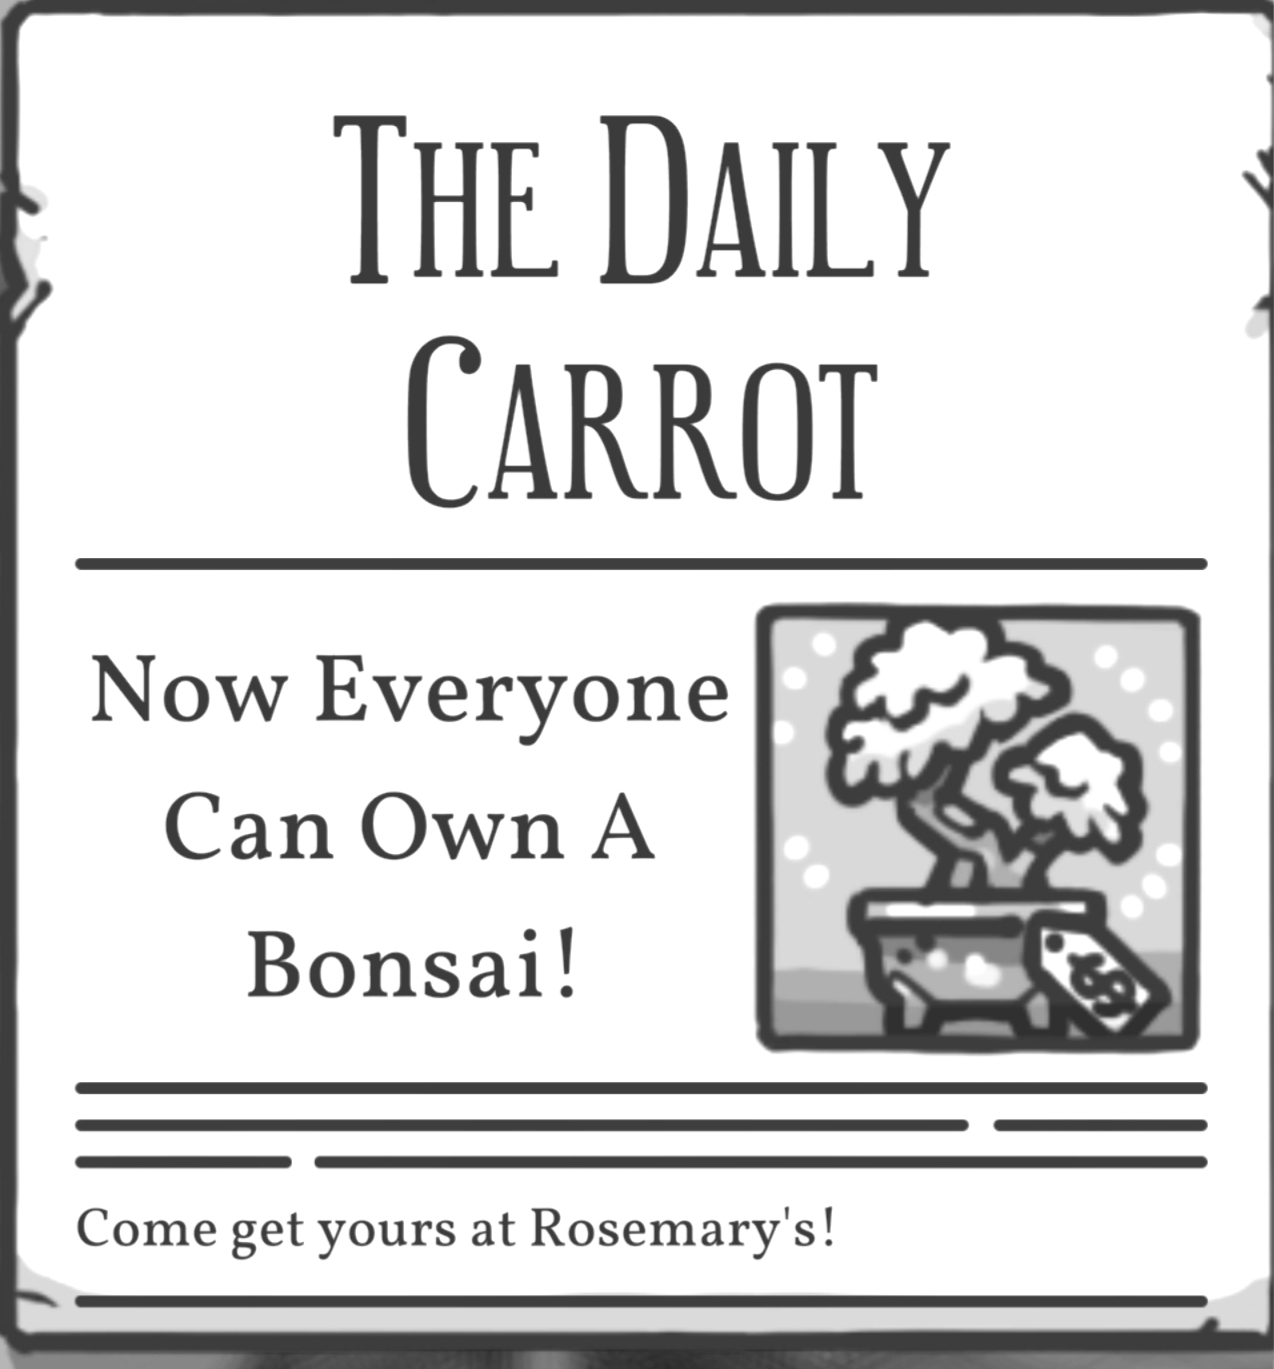 The Daily
Carrot
Now Everyone
Can Own A
Bonsai!
$
Come get yours at Rosemary's!